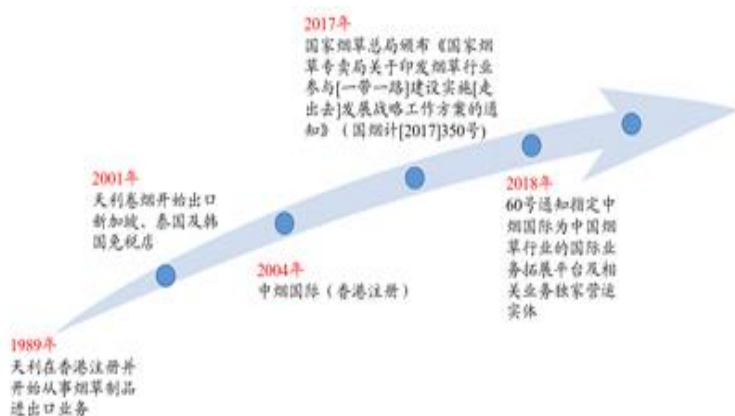 1989年
天利在香港注册并
开始从事烟草制品
进出口业务
2001年
天利卷烟开始出口
新加坡、泰国及韩
国免税店
2004年
中烟国际（香港注册）
2017年
国家烟草总局颁布《国家烟
草专卖局关于印发烟草行业
参与[一带一路]建设实施[走
出去]发展战略工作方案的通
知》（国烟计[2017]350号)
2018年
60号通知指定中
烟国际为中国烟
草行业的国际业
务拓展平台及相
关业务独家营运
实体